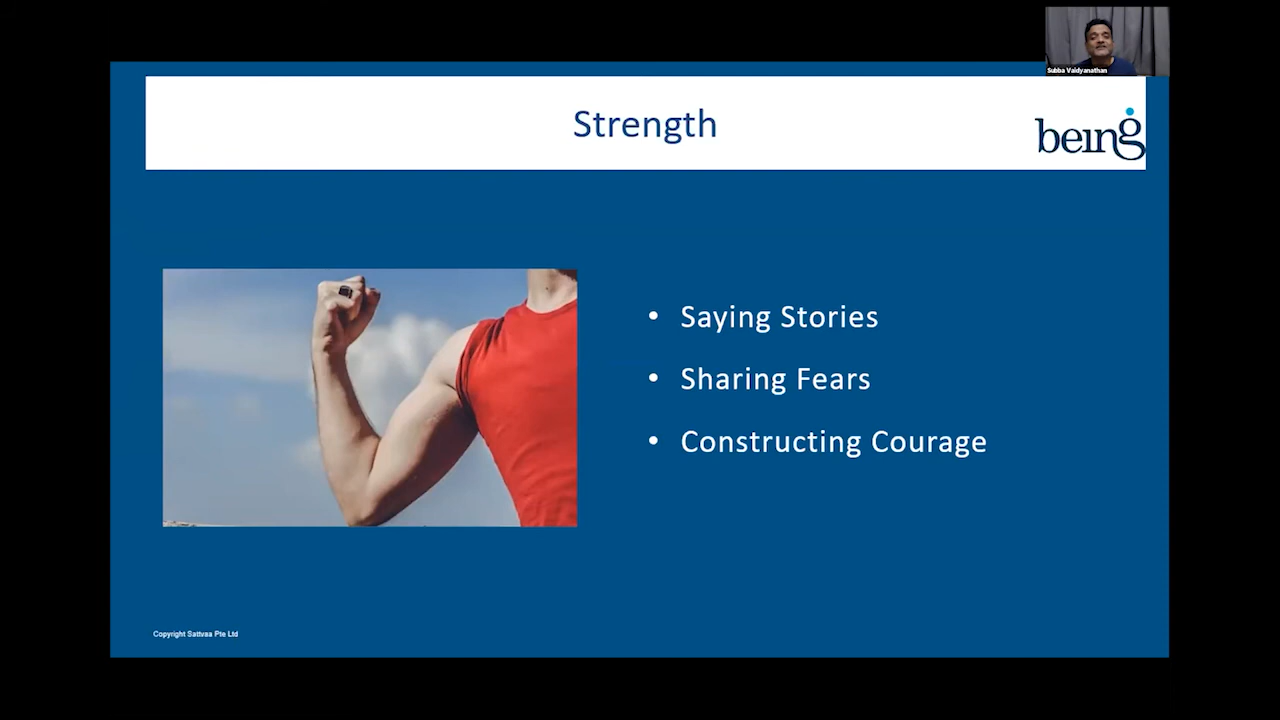 Subba Vaidyanathan
Strength
being
• Saying Stories
• Sharing Fears
• Constructing Courage
Copyright Sattvaa Pte Ltd